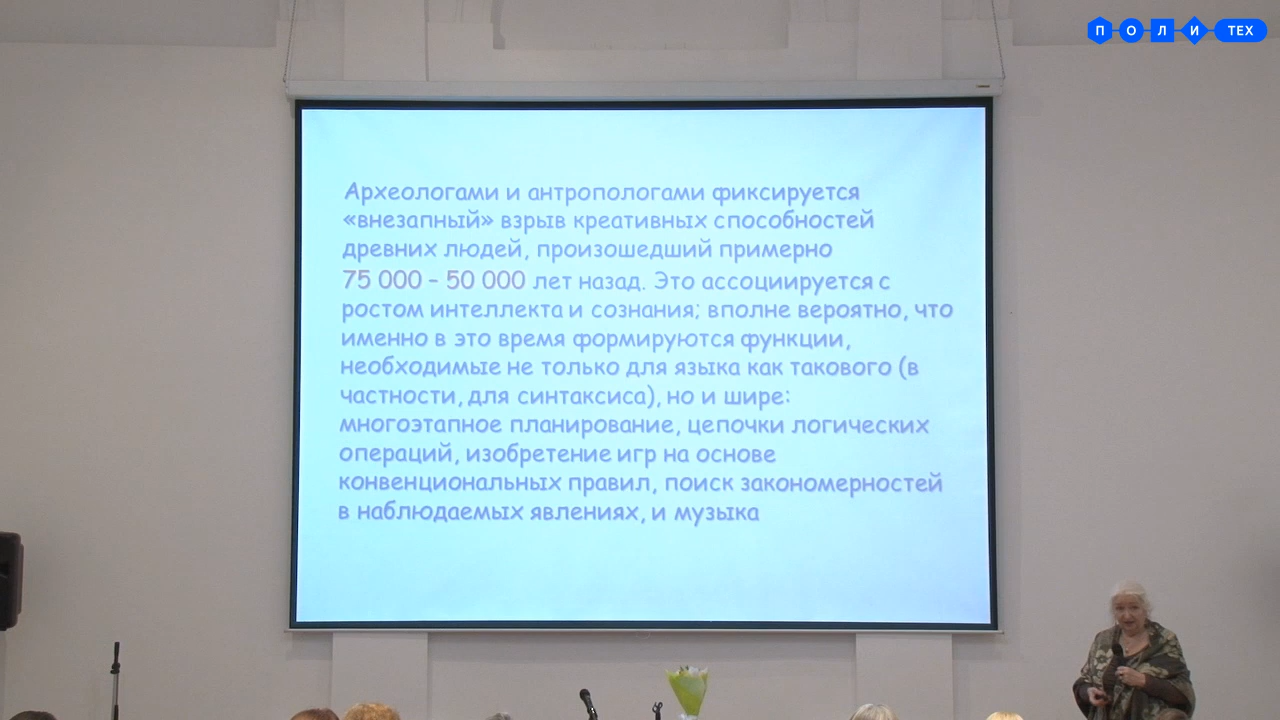 ПОЛИТЕХ
Археологами и антропологами фиксируется
«внезапный» взрыв креативных способностей
древних людей, произошедший примерно
75 000 – 50 000 лет назад. Это ассоциируется с
ростом интеллекта и сознания; вполне вероятно, что
именно в это время формируются функции,
необходимые не только для языка как такового (в
частности, для синтаксиса), но и шире:
многоэтапное планирование, цепочки логических
операций, изобретение игр на основе
конвенциональных правил, поиск закономерностей
в наблюдаемых явлениях, и музыка